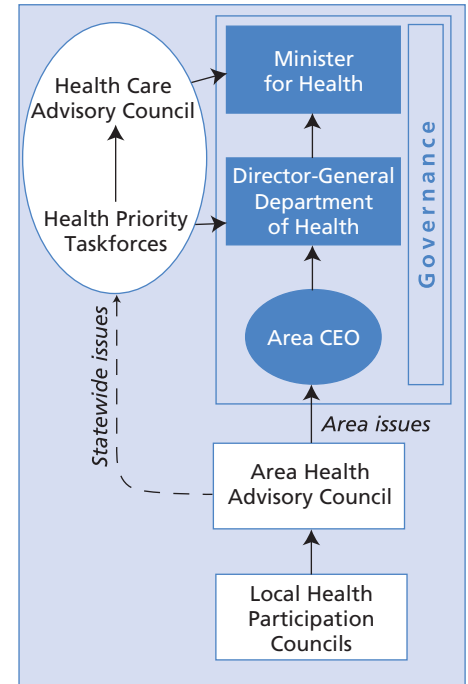 Health Care
Advisory Council
Health Priority
Taskforces
Minister
for Health
Director-General
Department
of Health
Area CEO
Governance
Statewide issues
Area issues
Area Health
Advisory Council
Local Health
Participation
Councils